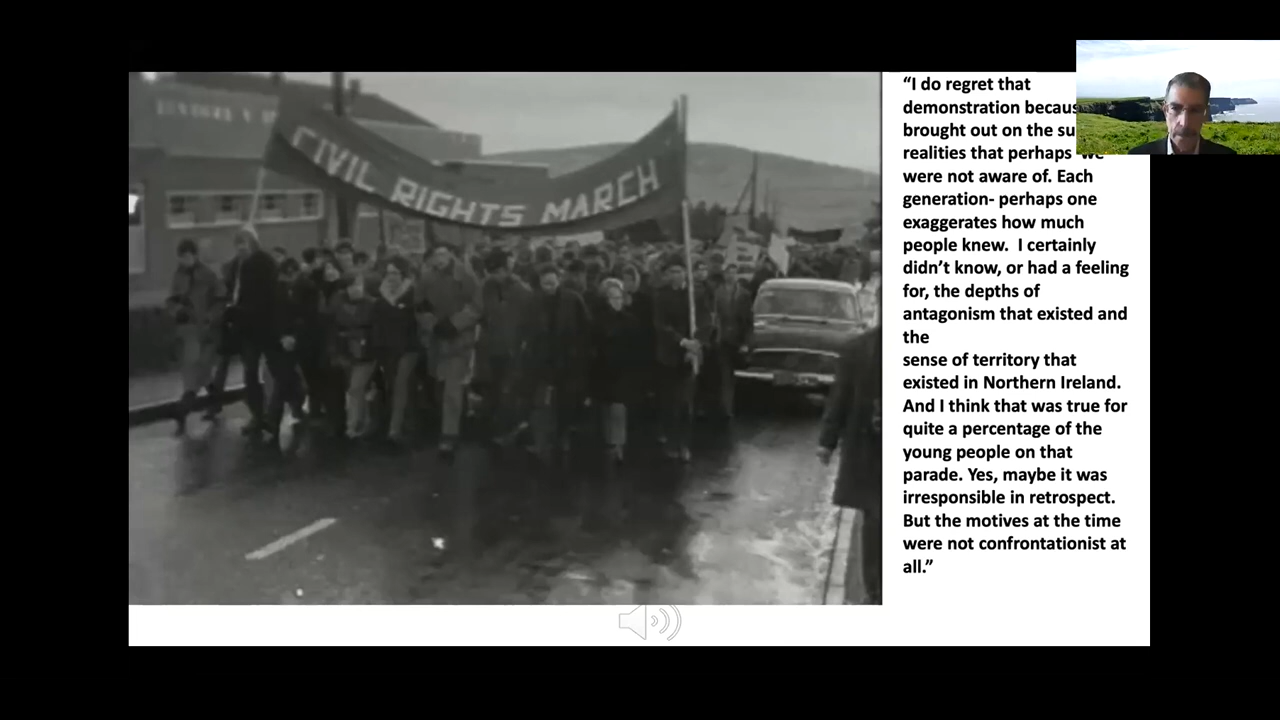 CIVIL RIGHTS MARCH
“I do regret that
demonstration
brought out on the
realities that perhaps we
were not aware of. Each
generation- perhaps one
exaggerates how much
people knew.  I certainly
didn’t know, or had a feeling
for, the depths of
antagonism that existed and
the
sense of territory that
existed in Northern Ireland.
And I think that was true for
quite a percentage of the
young people on that
parade. Yes, maybe it was
irresponsible in retrospect.
But the motives at the time
were not confrontationist at
all.”